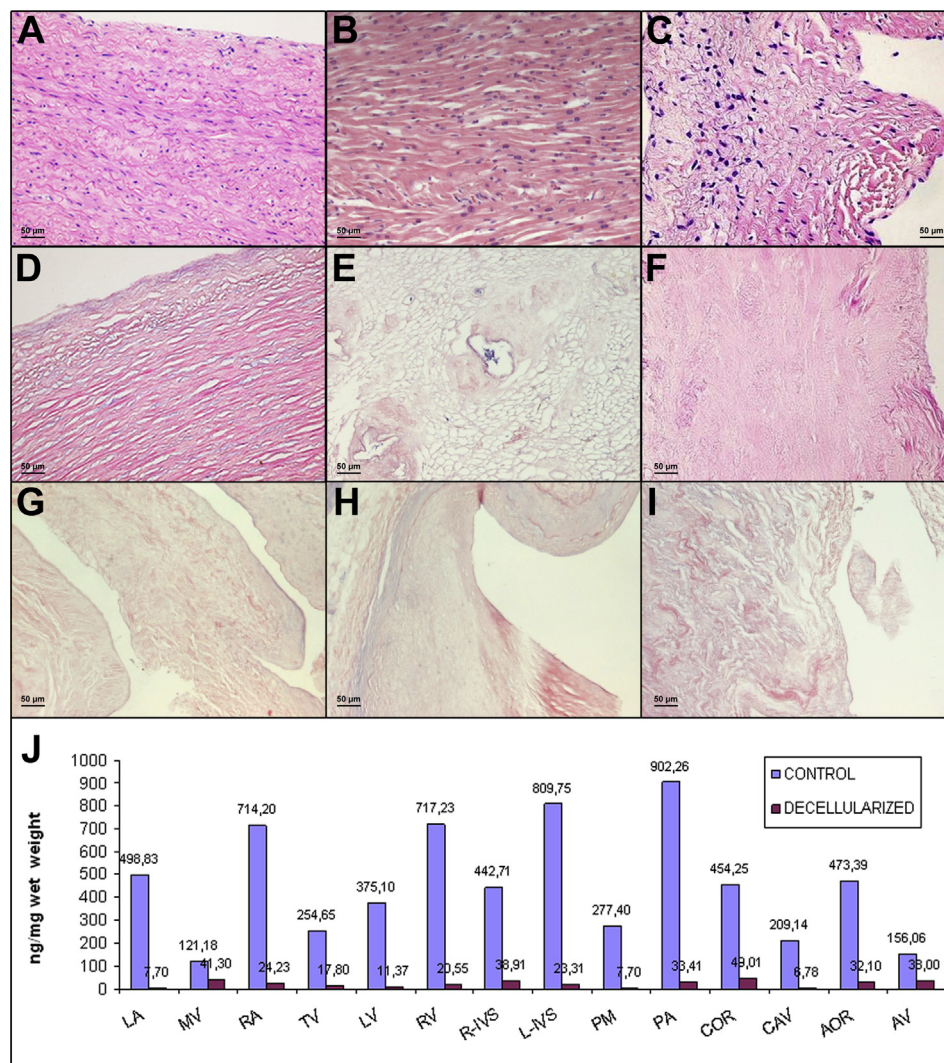 A
B
C
50 µm
50 µm
50 µm
D
E
F
50 µm
50 µm
50 µm
G
H
I
50 µm
50 µm
50 µm
J
1000
900
800
700
600
500
400
300
200
100
0
ng/mg wet weight
CONTROL
DECELLULARIZED
498,83
7,70
121,18
41,30
714,20
24,23
254,65
17,80
375,10
11,37
717,23
20,55
442,71
38,91
809,75
23,31
277,40
7,70
902,26
33,41
454,25
49,01
209,14
6,78
473,39
32,10
156,06
38,00
LA
MV
RA
TV
LV
RV
R-IVS
L-IVS
PM
PA
COR
CAV
AOR
AV